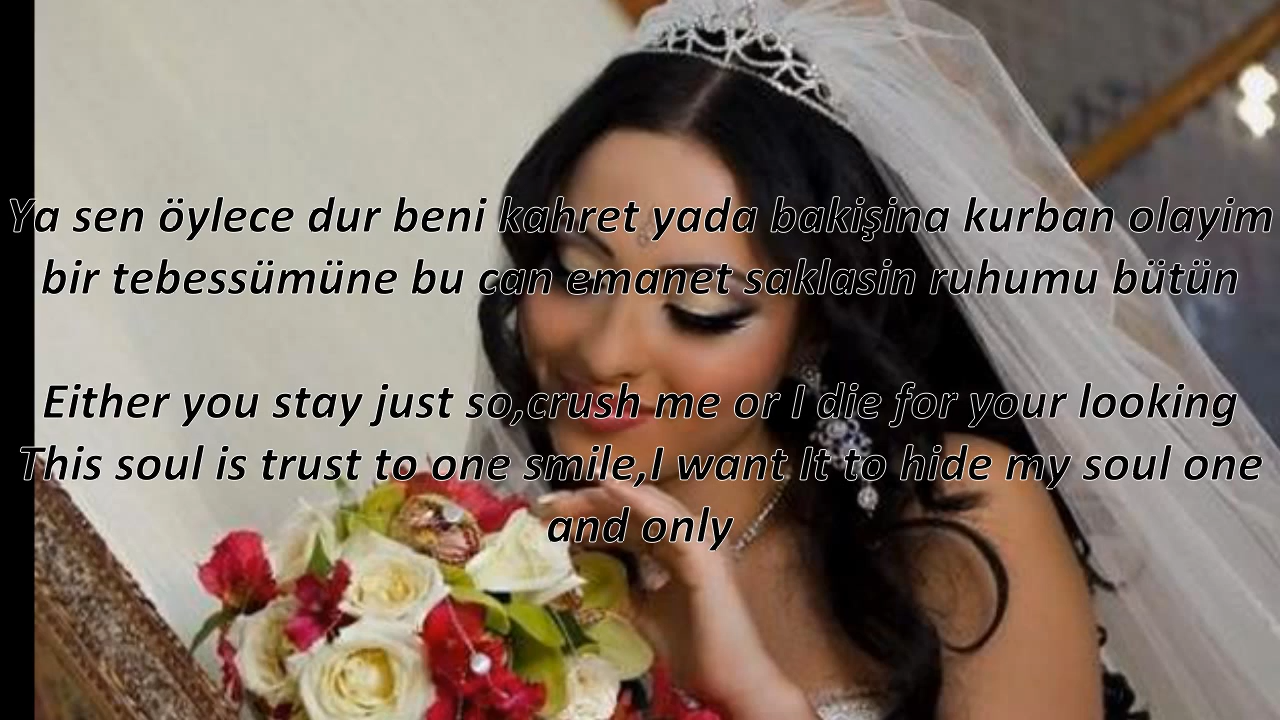 Ya sen öylece dur beni kahret yada bakişina kurban olayim
bir tebessümüne bu can emanet saklasin ruhumu bütün
Either you stay just so,crush me or I die for your looking
This soul is trust to one smile,I want It to hide my soul one
and only